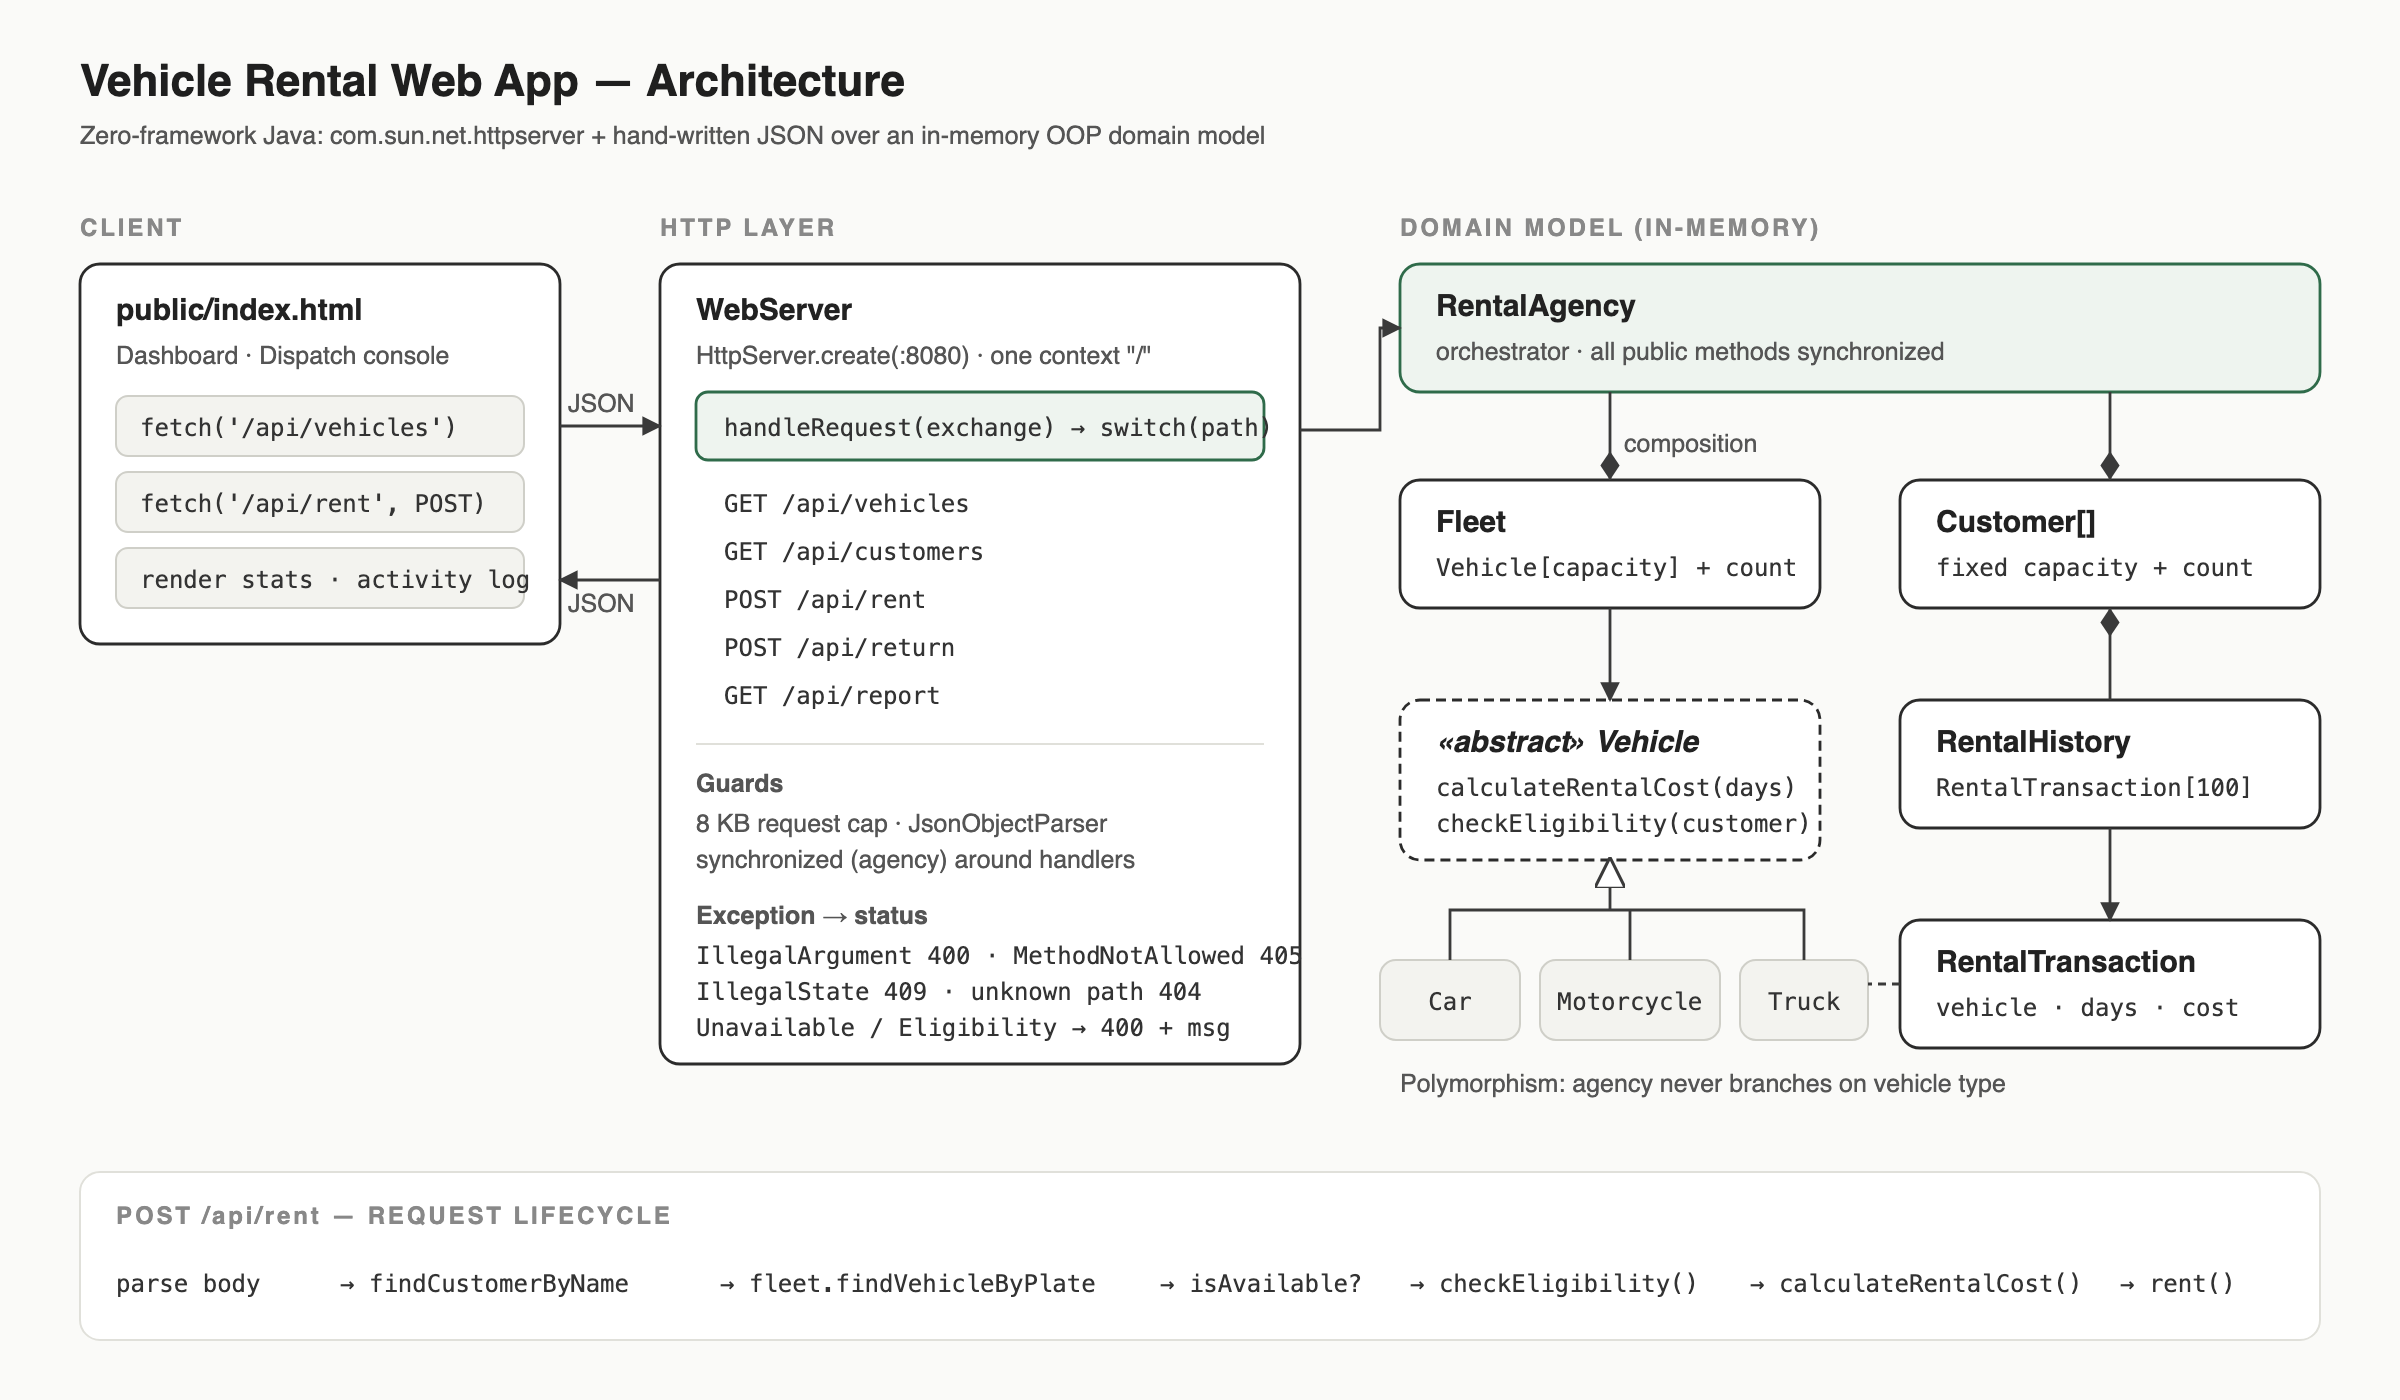 Vehicle Rental Web App — Architecture
Zero-framework Java: com.sun.net.httpserver + hand-written JSON over an in-memory OOP domain model
CLIENT
public/index.html
Dashboard · Dispatch console
fetch('/api/vehicles')
fetch('/api/rent', POST)
render stats · activity log
JSON
JSON
HTTP LAYER
WebServer
HttpServer.create(:8080) · one context "/"
handleRequest(exchange) → switch(path)
GET /api/vehicles
GET /api/customers
POST /api/rent
POST /api/return
GET /api/report
Guards
8 KB request cap · JsonObjectParser
synchronized (agency) around handlers
Exception → status
IllegalArgument 400 · MethodNotAllowed 405
IllegalState 409 · unknown path 404
Unavailable / Eligibility → 400 + msg
DOMAIN MODEL (IN-MEMORY)
RentalAgency
orchestrator · all public methods synchronized
composition
Fleet
Vehicle[capacity] + count
Customer[]
fixed capacity + count
«abstract» Vehicle
calculateRentalCost(days)
checkEligibility(customer)
RentalHistory
RentalTransaction[100]
Car
Motorcycle
Truck
RentalTransaction
vehicle · days · cost
Polymorphism: agency never branches on vehicle type
POST /api/rent — REQUEST LIFECYCLE
parse body → findCustomerByName → fleet.findVehicleByPlate → isAvailable? → checkEligibility() → calculateRentalCost() → rent()